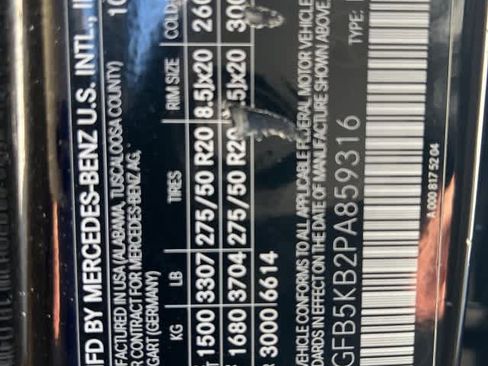 MFD BY MERCEDES-BENZ U.S. INTL., I
FACTURED IN USA (ALABAMA, TUSCALOOSA COUNTY)
R CONTRACT FOR MERCEDES-BENZ AG,
GART (GERMANY)
KG LB TIRES RIM SIZE COLD
1500 3307 275/50 R20 8.5Jx20 260
1680 3704 275/50 R20 .5Jx20 300
3000 6614
VEHICLE CONFORMS TO ALL APPLICABLE FEDERAL MOTOR VEHICLE
NDARDS IN EFFECT ON THE DATE OF MANUFACTURE SHOWN ABOVE.
GFB5KB2PA859316 TYPE:
A 000 817 52 04